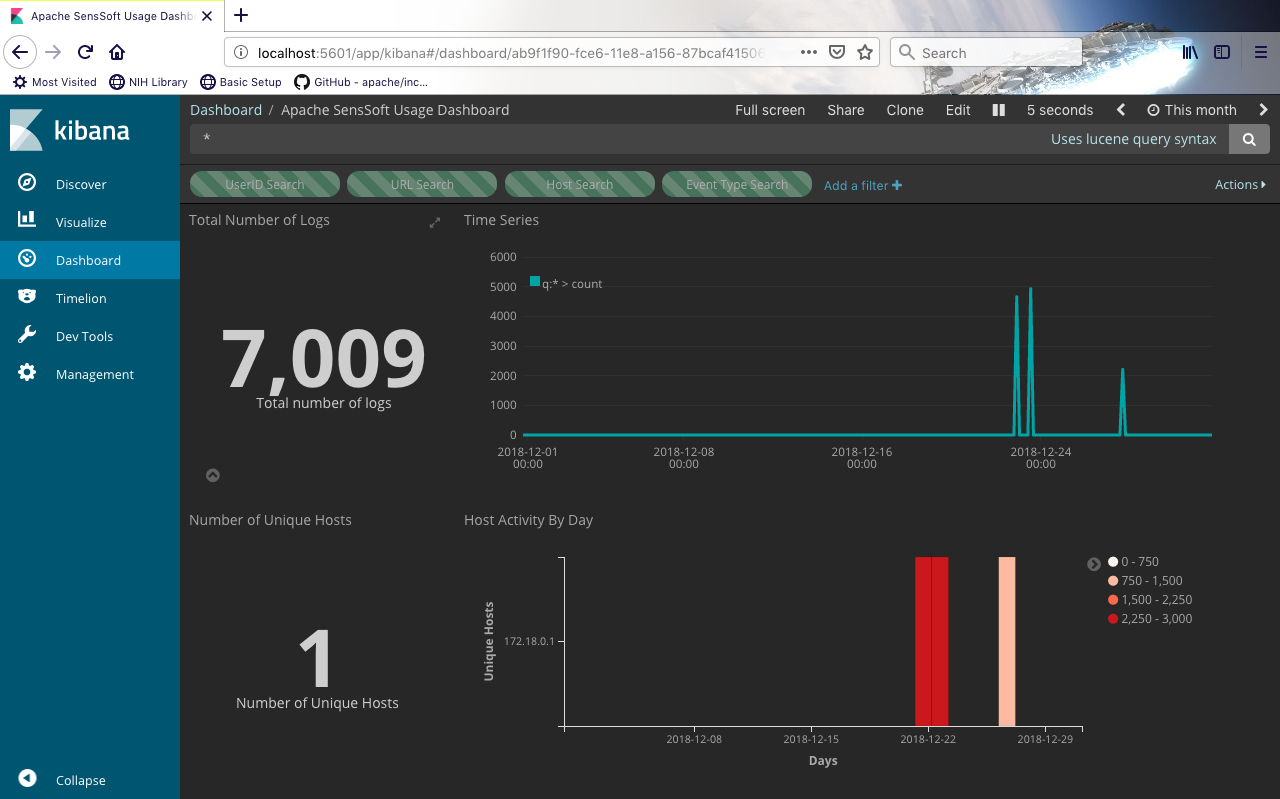 Apache SensSoft Usage Dashb
localhost:5601/app/kibana#/dashboard/ab9f1f90-fce6-11e8-a156-87bcaf41506
Search
Most Visited
NIH Library
Basic Setup
GitHub - apache/inc...
kibana
Discover
Visualize
Dashboard
Timelion
Dev Tools
Management
Collapse
Dashboard / Apache SensSoft Usage Dashboard
Full screen
Share
Clone
Edit
5 seconds
This month
*
Uses lucene query syntax
UserID Search
URL Search
Host Search
Event Type Search
Add a filter
Actions
Total Number of Logs
7,009
Total number of logs
Time Series
6000
5000
4000
3000
2000
1000
0
q:* > count
2018-12-01
00:00
2018-12-08
00:00
2018-12-16
00:00
2018-12-24
00:00
Number of Unique Hosts
1
Number of Unique Hosts
Host Activity By Day
Unique Hosts
172.18.0.1
2018-12-08
2018-12-15
2018-12-22
2018-12-29
Days
0 - 750
750 - 1,500
1,500 - 2,250
2,250 - 3,000